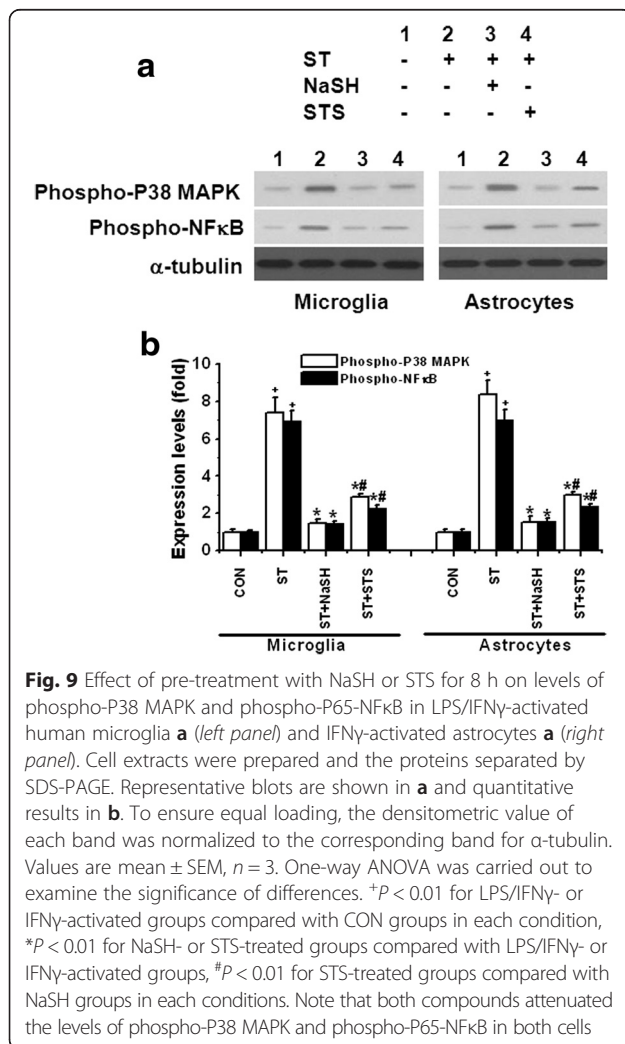 a
1 2 3 4
ST - + + +
NaSH - - + -
STS - - - +
1 2 3 4 1 2 3 4
Phospho-P38 MAPK
Phospho-NFκB
α-tubulin
Microglia Astrocytes
b
Expression levels (fold)
10
8
6
4
2
0
Phospho-P38 MAPK
Phospho-NFκB
+ + * * *# *# + + * * *# *#
CON ST ST+NaSH ST+STS CON ST ST+NaSH ST+STS
Microglia Astrocytes
Fig. 9 Effect of pre-treatment with NaSH or STS for 8 h on levels of
phospho-P38 MAPK and phospho-P65-NFκB in LPS/IFNγ-activated
human microglia a (left panel) and IFNγ-activated astrocytes a (right
panel). Cell extracts were prepared and the proteins separated by
SDS-PAGE. Representative blots are shown in a and quantitative
results in b. To ensure equal loading, the densitometric value of
each band was normalized to the corresponding band for α-tubulin.
Values are mean ± SEM, n = 3. One-way ANOVA was carried out to
examine the significance of differences. +P < 0.01 for LPS/IFNγ- or
IFNγ-activated groups compared with CON groups in each condition,
*P < 0.01 for NaSH- or STS-treated groups compared with LPS/IFNγ- or
IFNγ-activated groups, #P < 0.01 for STS-treated groups compared with
NaSH groups in each conditions. Note that both compounds attenuated
the levels of phospho-P38 MAPK and phospho-P65-NFκB in both cells